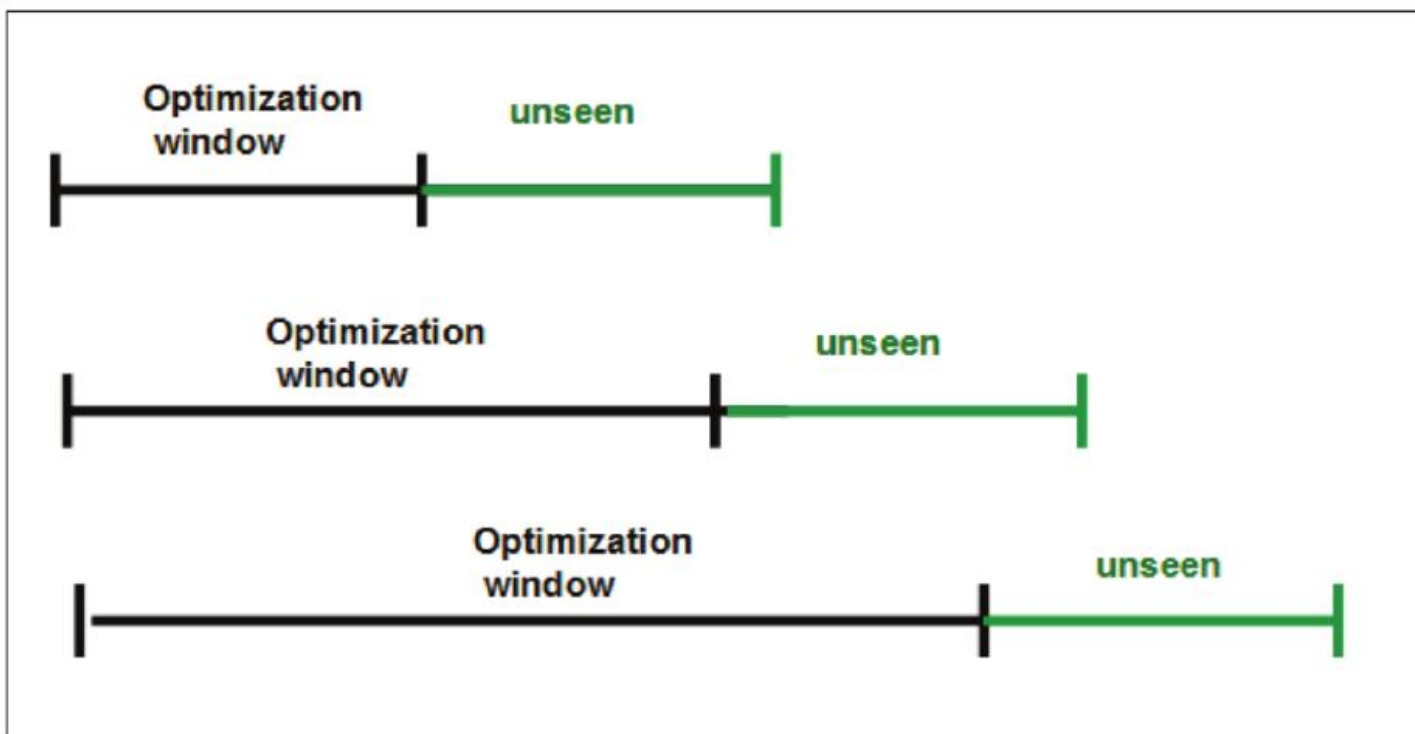 Optimization
window
unseen
Optimization
window
unseen
Optimization
window
unseen